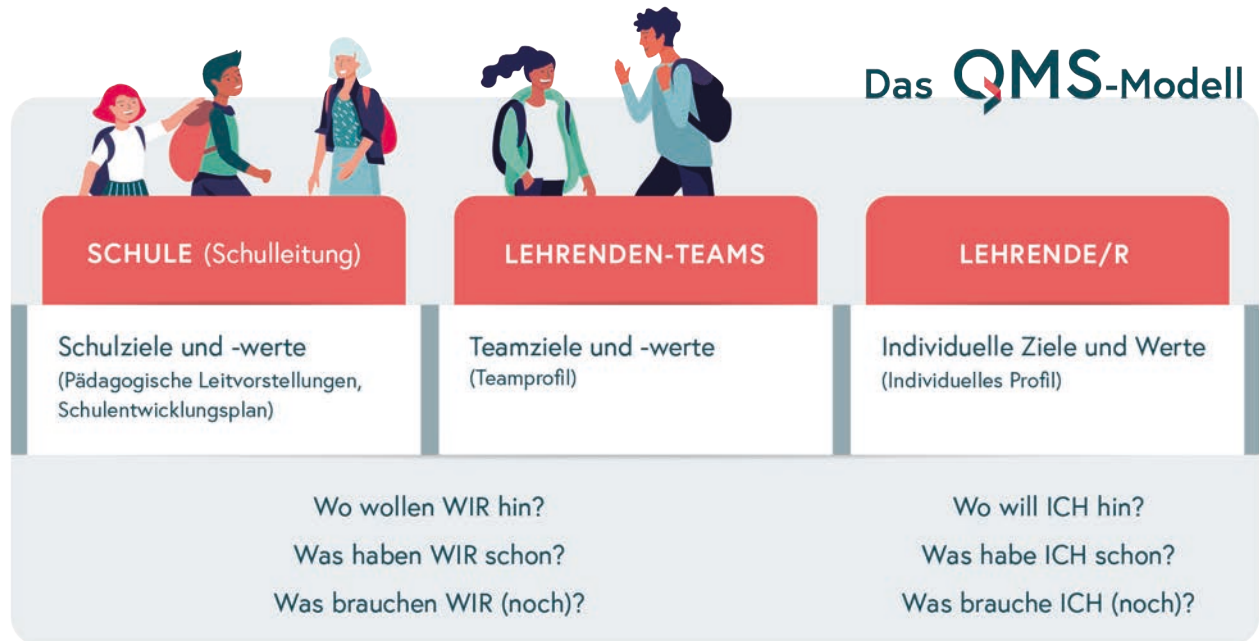 Das QMS-Modell
SCHULE (Schulleitung)
Schulziele und -werte
(Pädagogische Leitvorstellungen,
Schulentwicklungsplan)
LEHRENDEN-TEAMS
Teamziele und -werte
(Teamprofil)
LEHRENDE/R
Individuelle Ziele und Werte
(Individuelles Profil)
Wo wollen WIR hin?
Was haben WIR schon?
Was brauchen WIR (noch)?
Wo will ICH hin?
Was habe ICH schon?
Was brauche ICH (noch)?